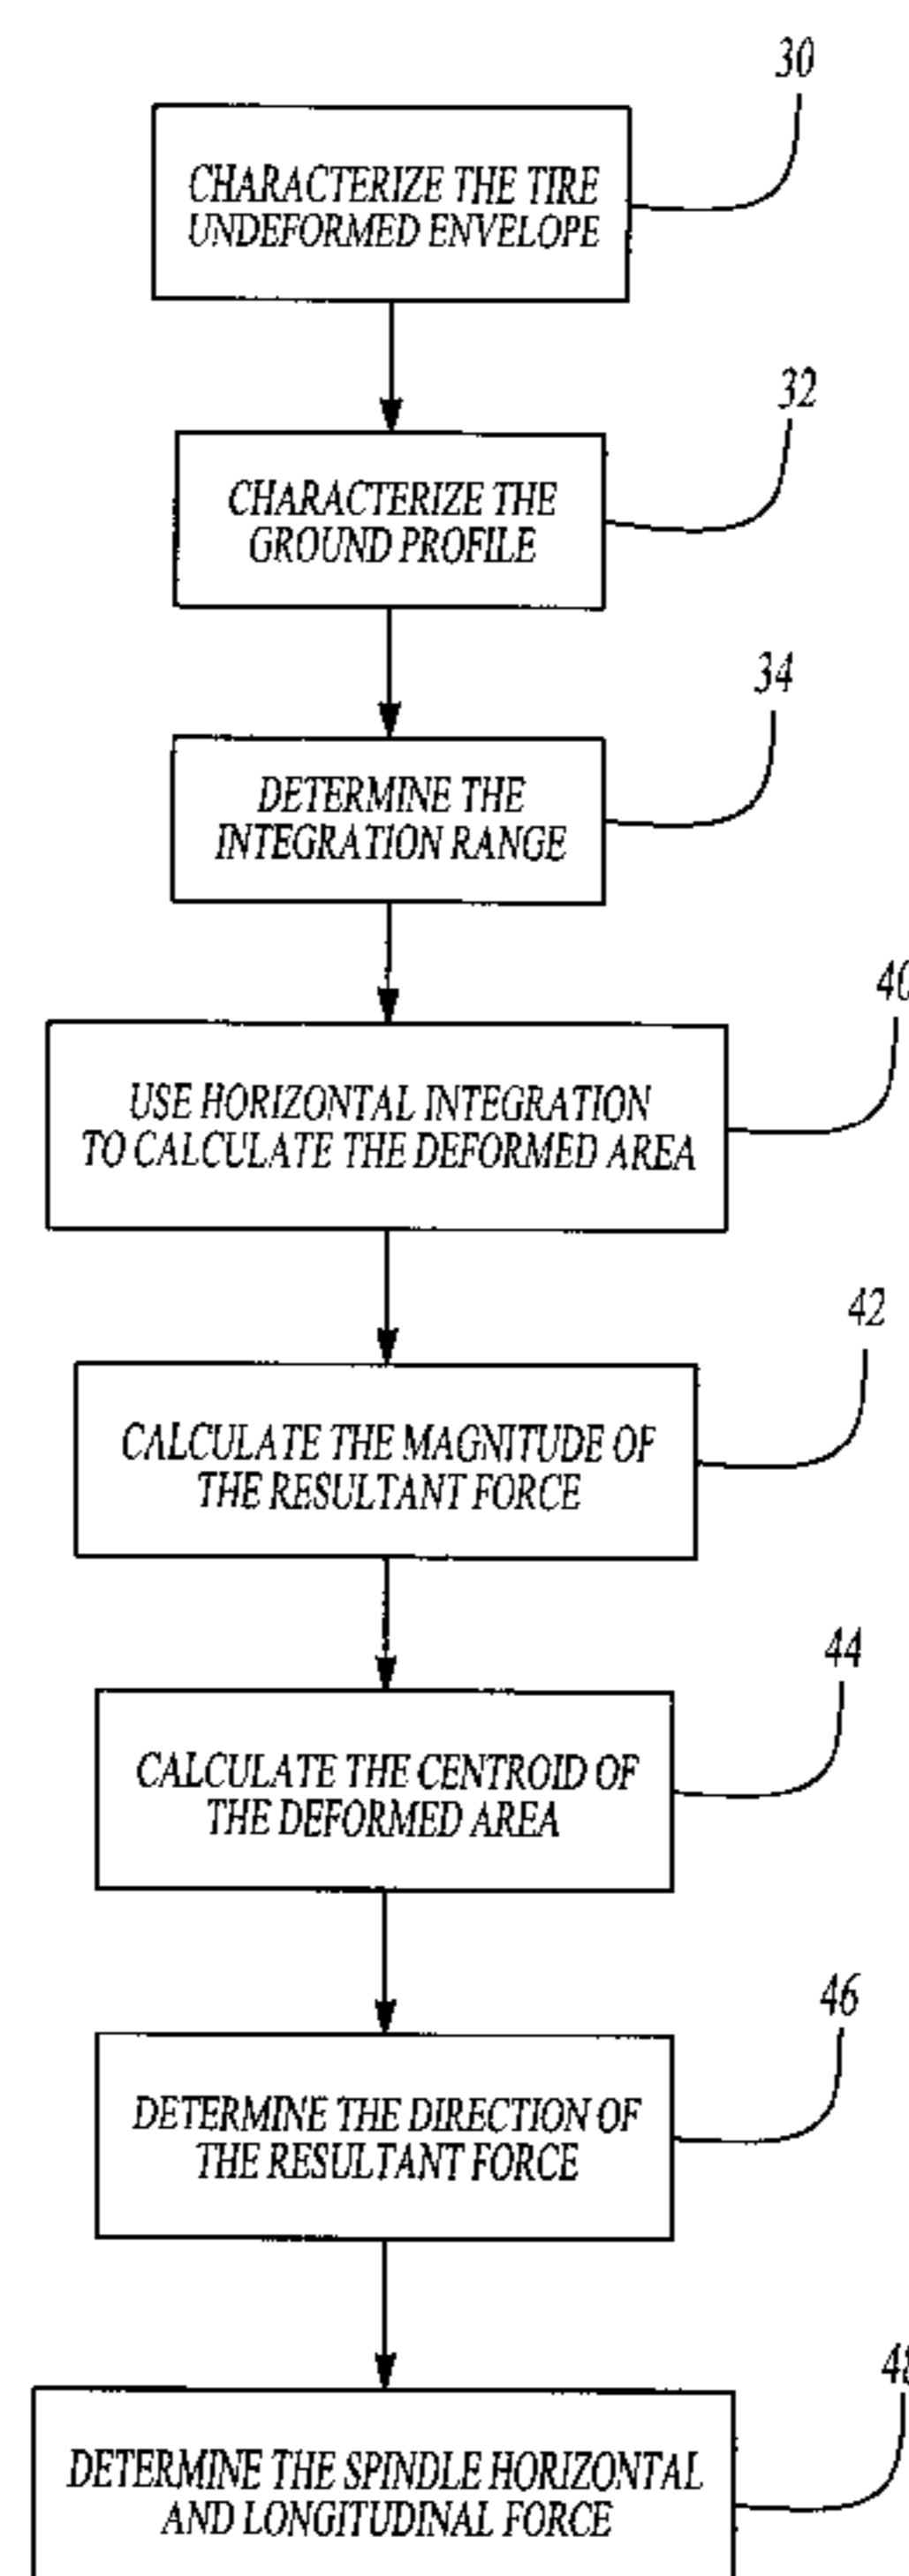 30
CHARACTERIZE THE TIRE
UNDEFORMED ENVELOPE
32
CHARACTERIZE THE
GROUND PROFILE
34
DETERMINE THE
INTEGRATION RANGE
40
USE HORIZONTAL INTEGRATION
TO CALCULATE THE DEFORMED AREA
42
CALCULATE THE MAGNITUDE OF
THE RESULTANT FORCE
44
CALCULATE THE CENTROID OF
THE DEFORMED AREA
46
DETERMINE THE DIRECTION OF
THE RESULTANT FORCE
48
DETERMINE THE SPINDLE HORIZONTAL
AND LONGITUDINAL FORCE